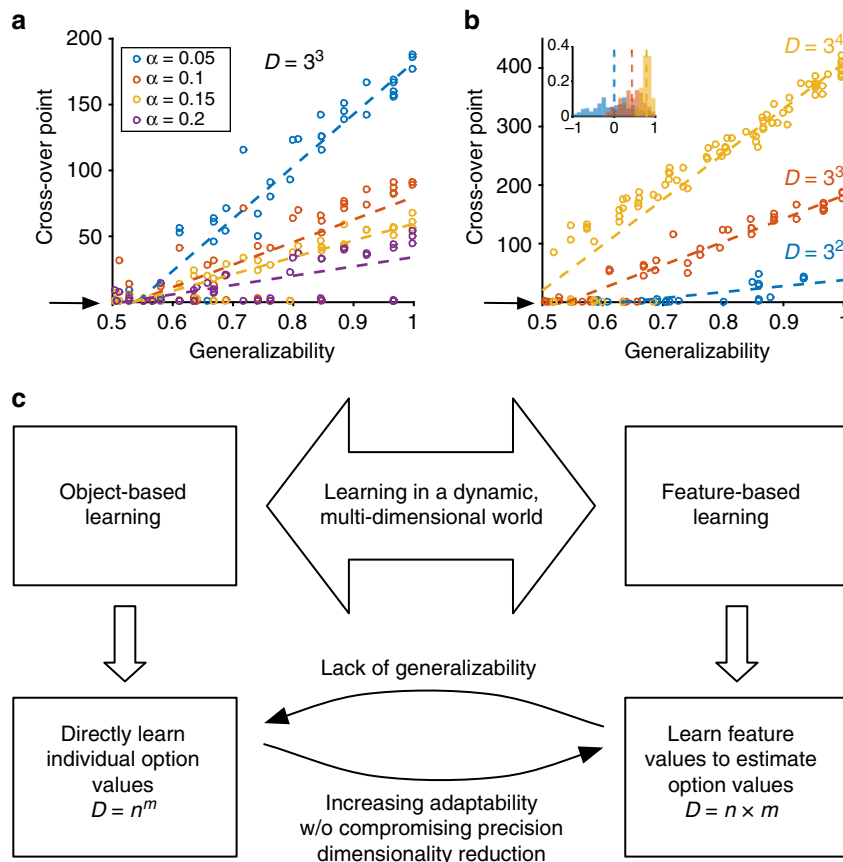 a
200
150
100
50
Cross-over point
α = 0.05
α = 0.1
α = 0.15
α = 0.2
D = 3³
0.5 0.6 0.7 0.8 0.9 1
Generalizability
b
400
300
200
100
Cross-over point
0.4
0.2
0
–1 0 1
D = 3⁴
D = 3³
D = 3²
0.5 0.6 0.7 0.8 0.9 1
Generalizability
c
Object-based
learning
Learning in a dynamic,
multi-dimensional world
Feature-based
learning
Lack of generalizability
Directly learn
individual option
values
D = nᵐ
Learn feature
values to estimate
option values
D = n × m
Increasing adaptability
w/o compromising precision
dimensionality reduction